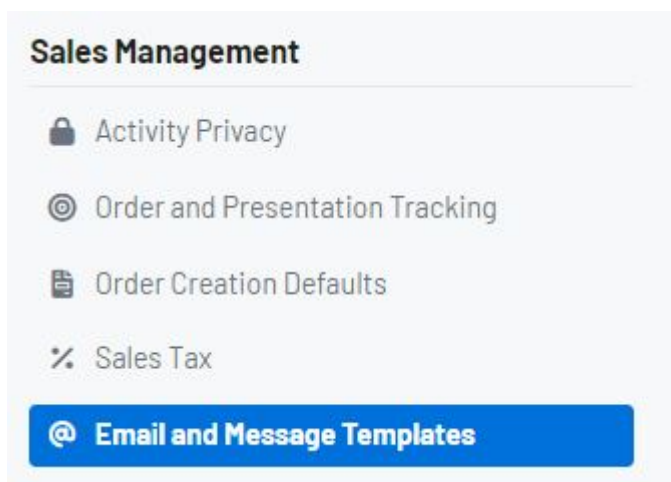 Sales Management
Activity Privacy
Order and Presentation Tracking
Order Creation Defaults
Sales Tax
Email and Message Templates